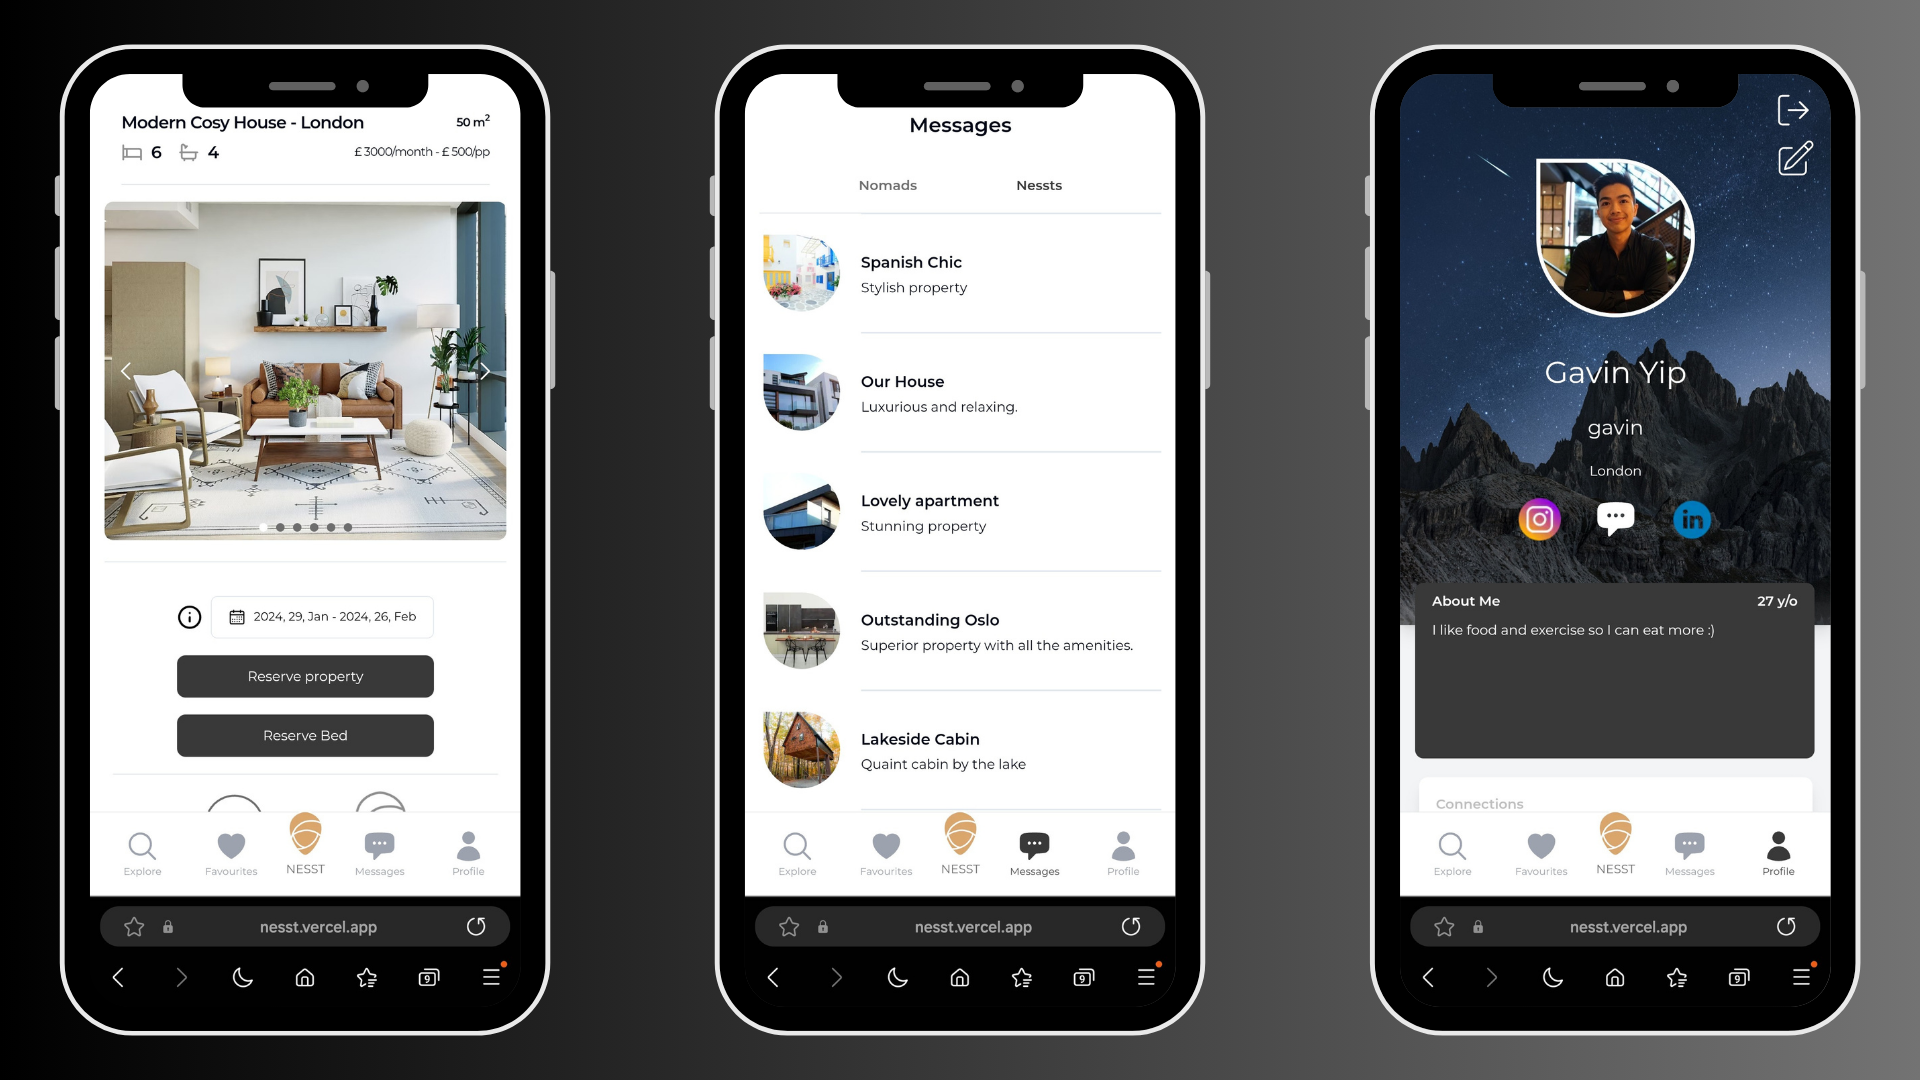 Modern Cosy House - London
50 m²
6 4
£ 3000/month - £ 500/pp
2024, 29, Jan - 2024, 26, Feb
Reserve property
Reserve Bed
Explore Favourites NESST Messages Profile
nesst.vercel.app
9
Messages
Nomads Nessts
Spanish Chic
Stylish property
Our House
Luxurious and relaxing.
Lovely apartment
Stunning property
Outstanding Oslo
Superior property with all the amenities.
Lakeside Cabin
Quaint cabin by the lake
Explore Favourites NESST Messages Profile
nesst.vercel.app
9
Gavin Yip
gavin
London
in
About Me 27 y/o
I like food and exercise so I can eat more :)
Connections
Explore Favourites NESST Messages Profile
nesst.vercel.app
9